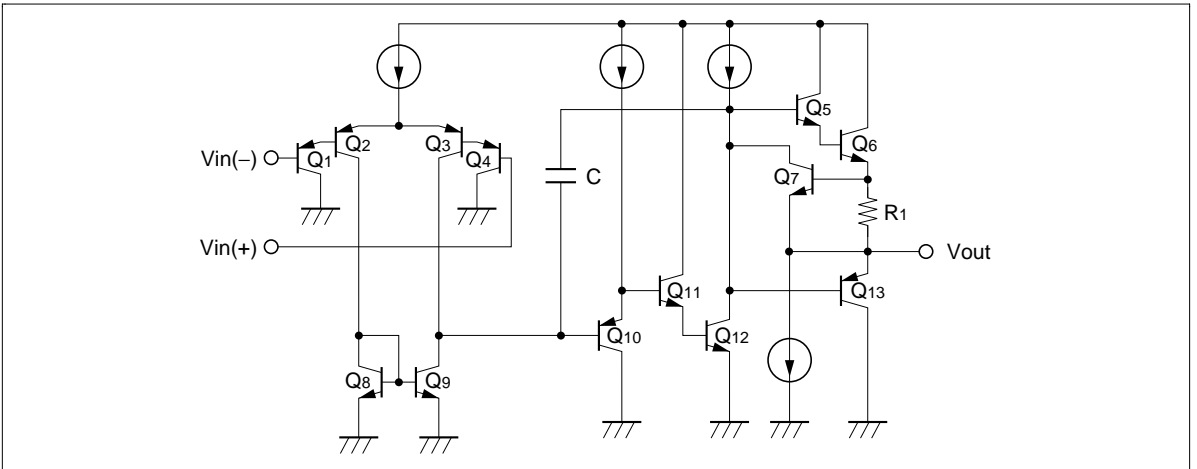 Q5
Q2
Q3
Q6
Vin(−)
Q1
Q4
C
Q7
R1
Vin(+)
Vout
Q11
Q13
Q10
Q12
Q8
Q9